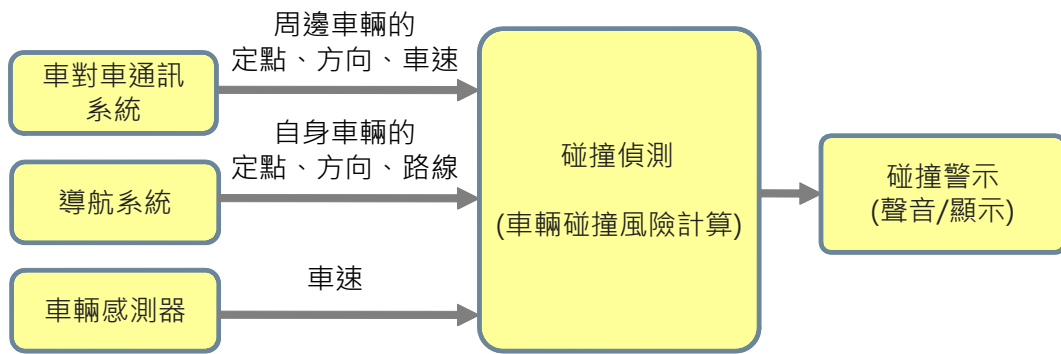 周邊車輛的
定點、方向、車速
車對車通訊
系統
自身車輛的
定點、方向、路線
導航系統
車速
車輛感測器
碰撞偵測
(車輛碰撞風險計算)
碰撞警示
(聲音/顯示)